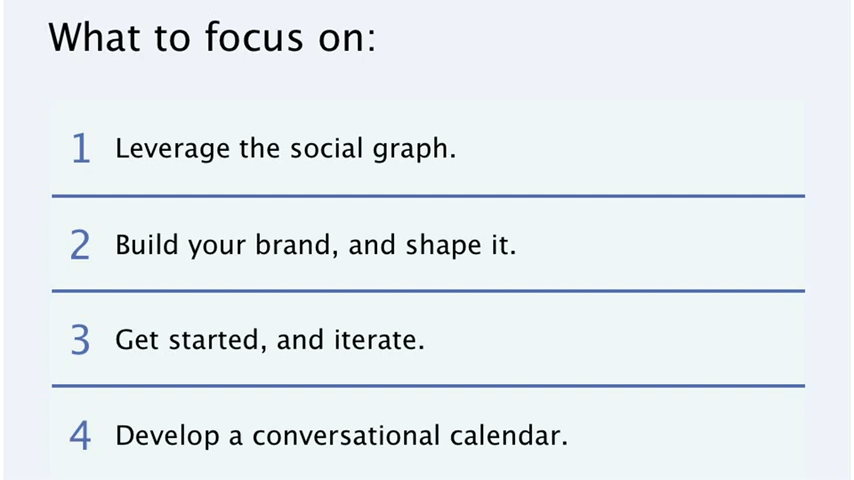 What to focus on:
1 Leverage the social graph.
2 Build your brand, and shape it.
3 Get started, and iterate.
4 Develop a conversational calendar.